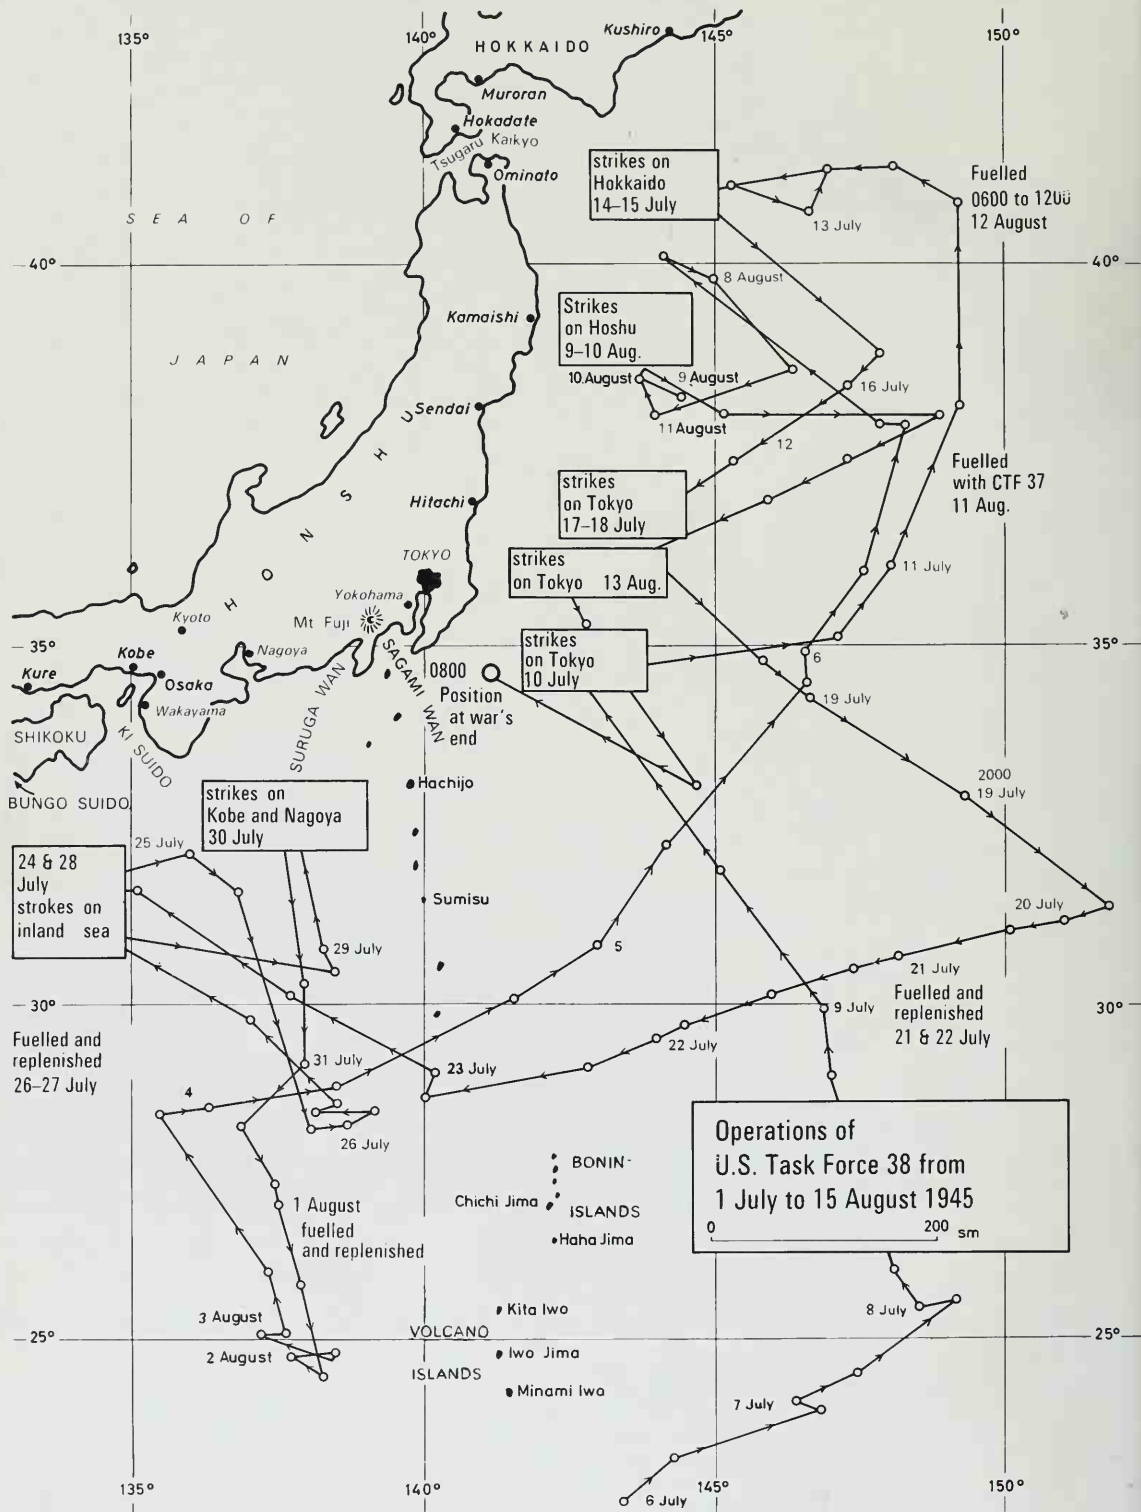 135°
140°
145°
150°
Kushiro
HOKKAIDO
Muroran
Hokadate
Tsugaru Kaikyo
Ominato
strikes on
Hokkaido
14–15 July
13 July
Fuelled
0600 to 1200
12 August
SEA OF
JAPAN
40°
40°
8 August
Kamaishi
Strikes
on Hoshu
9–10 Aug.
10.August
9 August
16 July
11 August
12
Sendai
HONSHU
Hitachi
strikes
on Tokyo
17–18 July
Fuelled
with CTF 37
11 Aug.
TOKYO
strikes
on Tokyo 13 Aug.
11 July
Yokohama
Mt Fuji
Kyoto
35°
35°
Nagoya
Kobe
Osaka
Kure
Wakayama
SAGAMI WAN
SURUGA WAN
0800
Position
at war's
end
strikes
on Tokyo
10 July
6
19 July
SHIKOKU
KI SUIDO
BUNGO SUIDO
Hachijo
2000
19 July
strikes on
Kobe and Nagoya
30 July
25 July
24 & 28
July
strokes on
inland sea
Sumisu
20 July
29 July
5
21 July
30°
30°
9 July
Fuelled and
replenished
21 & 22 July
22 July
Fuelled and
replenished
26–27 July
31 July
23 July
4
26 July
Operations of
U.S. Task Force 38 from
1 July to 15 August 1945
0 200 sm
BONIN-
ISLANDS
Chichi Jima
Haha Jima
1 August
fuelled
and replenished
8 July
3 August
Kita Iwo
25°
25°
VOLCANO
ISLANDS
2 August
Iwo Jima
Minami Iwa
7 July
6 July
135°
140°
145°
150°